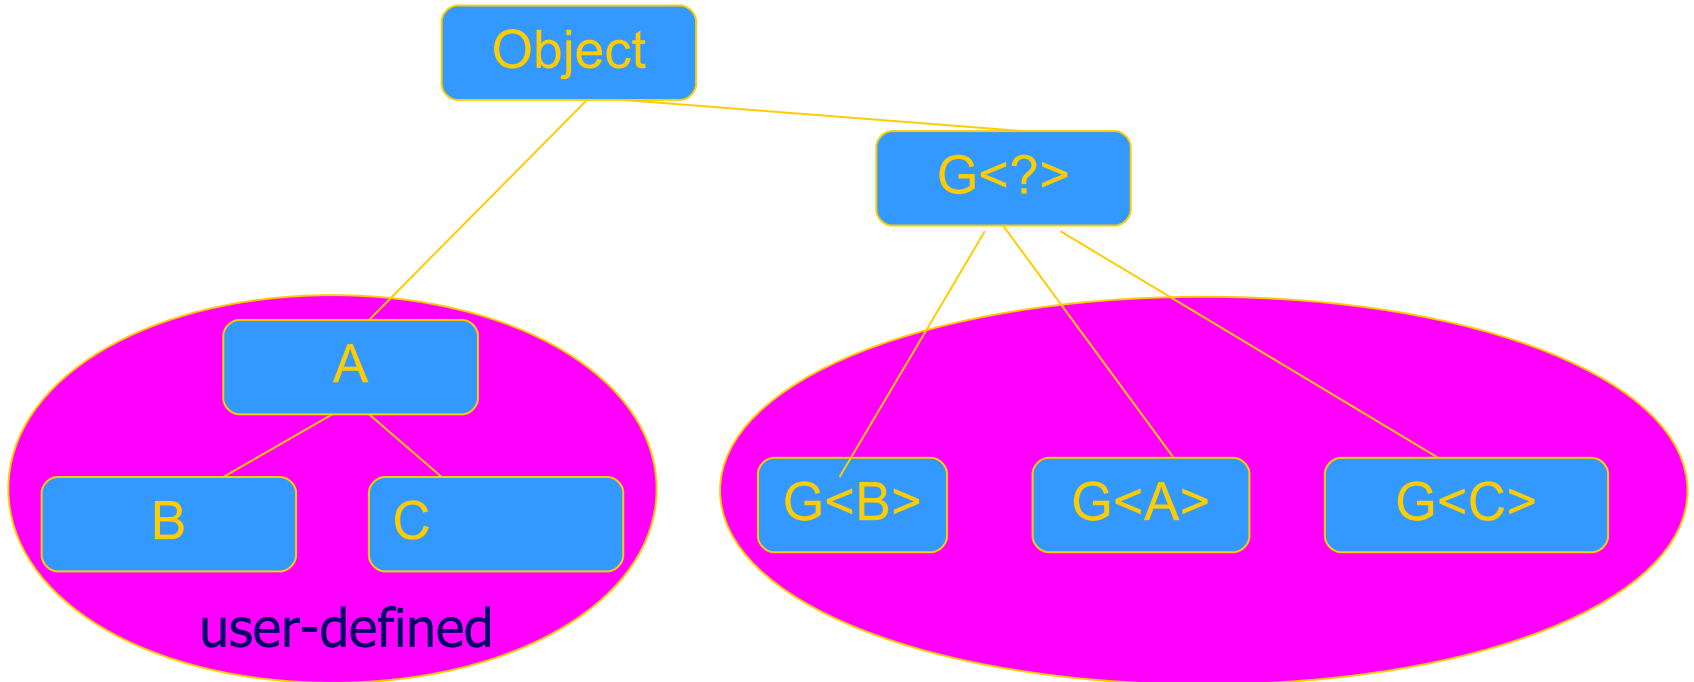 Object
G<?>
A
B
C
G<B>
G<A>
G<C>
user-defined